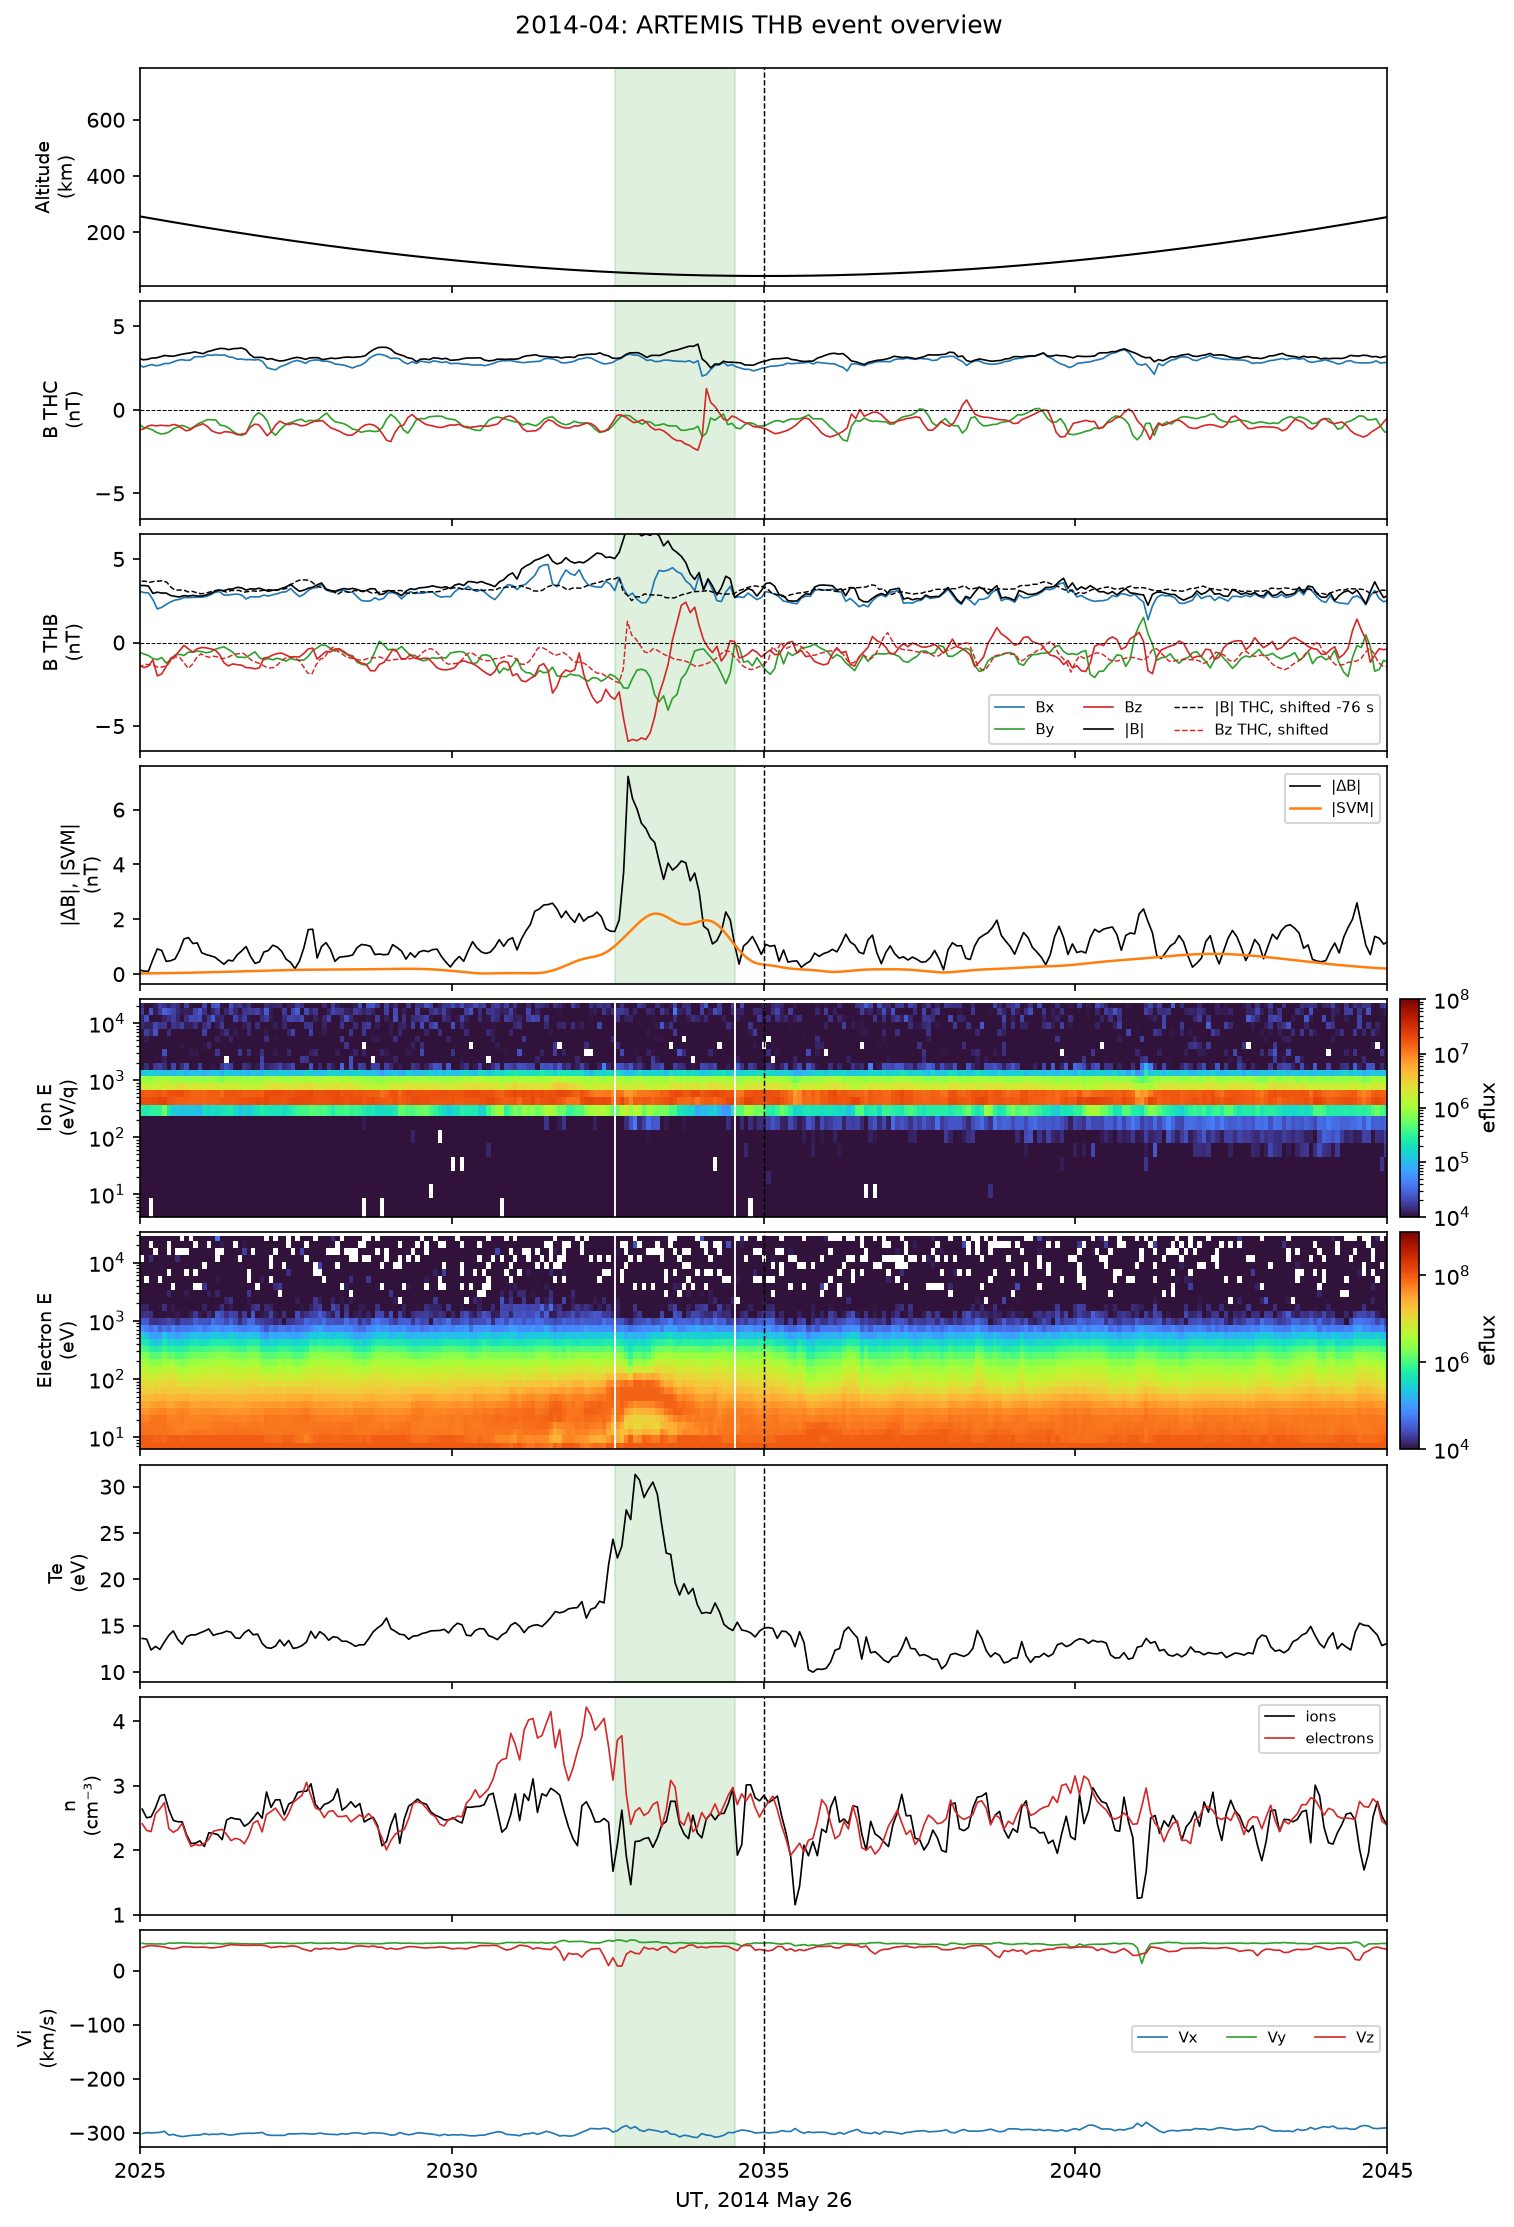 2014-04: ARTEMIS THB event overview
Altitude
(km)
600
400
200
B THC
(nT)
5
0
−5
B THB
(nT)
5
0
−5
Bx
By
Bz
|B|
|B| THC, shifted -76 s
Bz THC, shifted
|ΔB|, |SVM|
(nT)
6
4
2
0
|ΔB|
|SVM|
Ion E
(eV/q)
10⁴
10³
10²
10¹
10⁸
10⁷
10⁶
10⁵
10⁴
eflux
Electron E
(eV)
10⁴
10³
10²
10¹
10⁸
10⁶
10⁴
eflux
Te
(eV)
30
25
20
15
10
n
(cm⁻³)
4
3
2
1
ions
electrons
Vi
(km/s)
0
−100
−200
−300
Vx
Vy
Vz
2025
2030
2035
2040
2045
UT, 2014 May 26